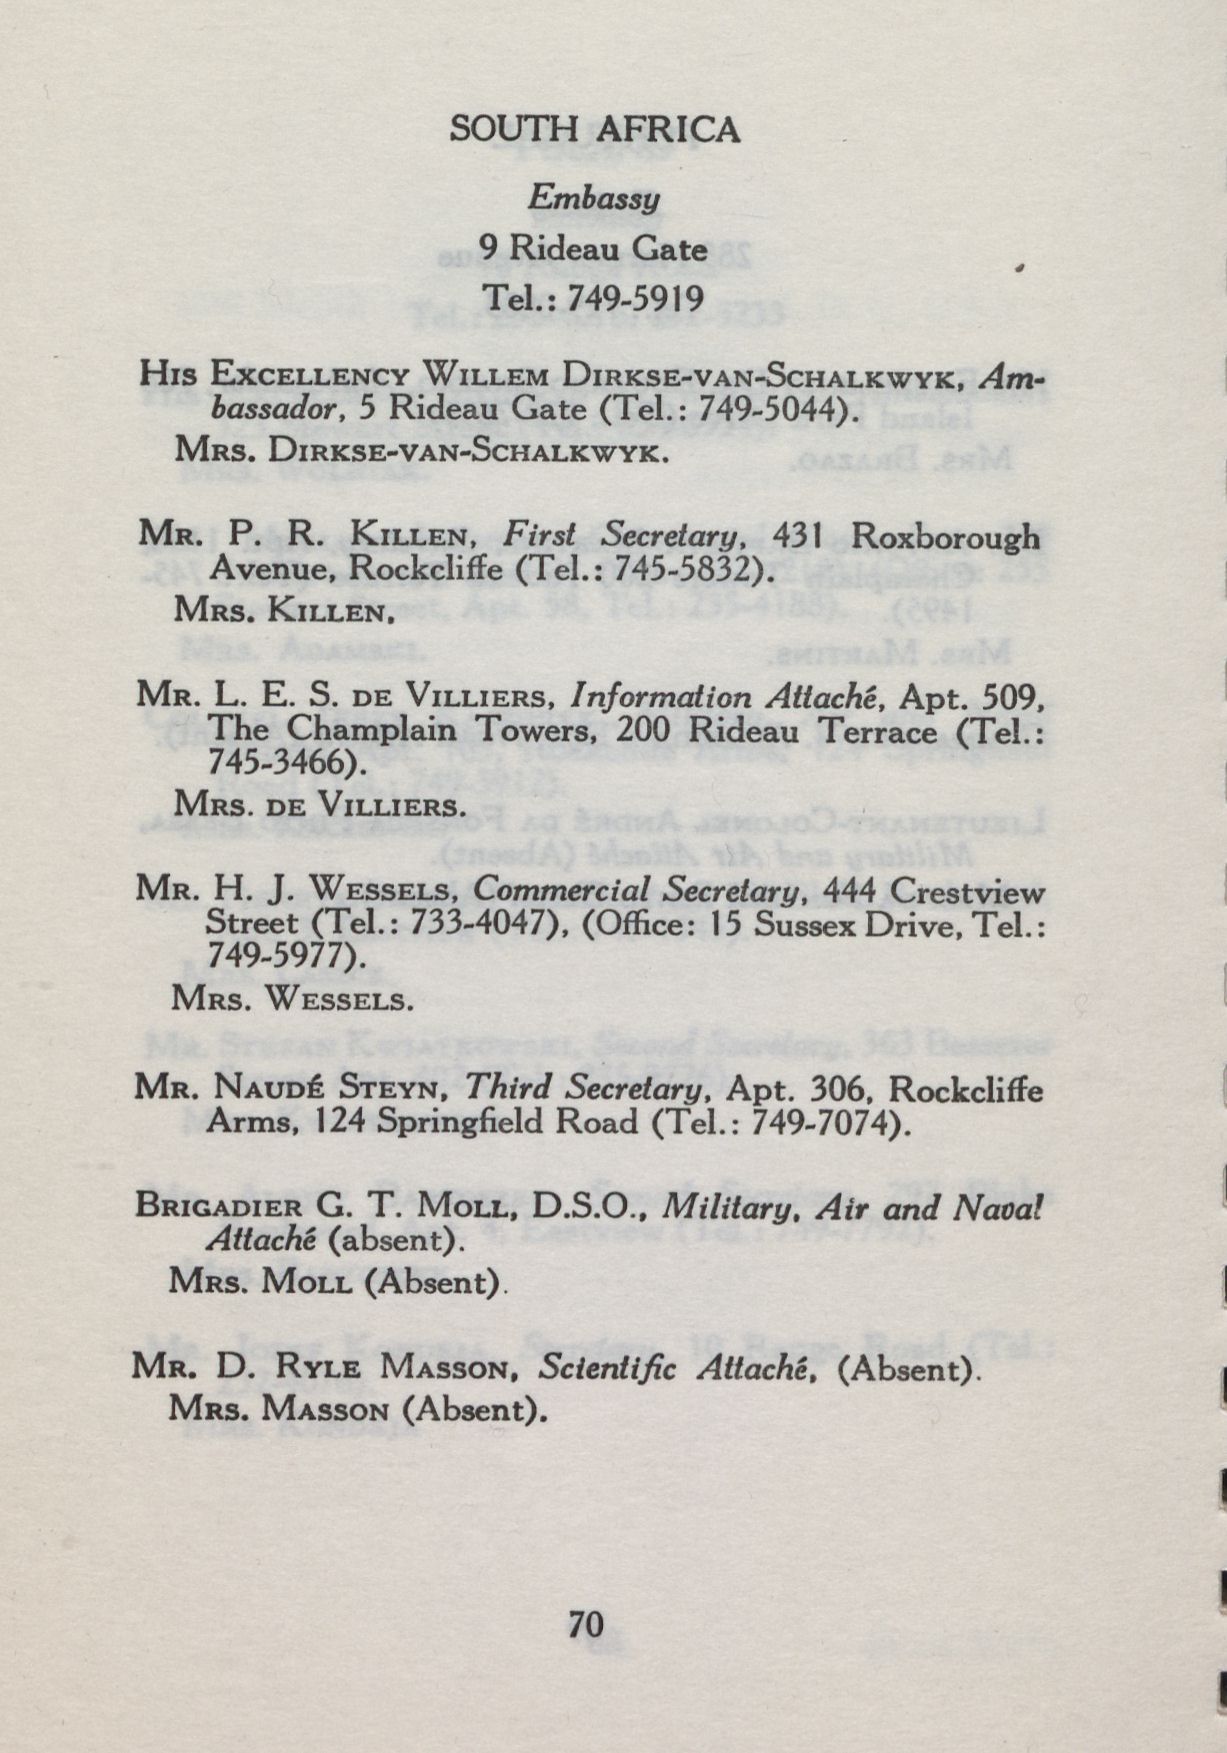 SOUTH AFRICA
Embassy
9 Rideau Gate
Tel.: 749-5919
His Excellency Willem Dirkse-van-Schalkwyk, Am-
bassador, 5 Rideau Gate (Tel.: 749-5044).
Mrs. Dirkse-van-Schalkwyk.
Mr. P. R. Killen, First Secretary, 431 Roxborough
Avenue, Rockcliffe (Tel.: 745-5832).
Mrs. Killen.
Mr. L. E. S. de Villiers, Information Attaché, Apt. 509,
The Champlain Towers, 200 Rideau Terrace (Tel.:
745-3466).
Mrs. de Villiers.
Mr. H. J. Wessels, Commercial Secretary, 444 Crestview
Street (Tel.: 733-4047), (Office: 15 Sussex Drive, Tel.:
749-5977).
Mrs. Wessels.
Mr. Naudé Steyn, Third Secretary, Apt. 306, Rockcliffe
Arms, 124 Springfield Road (Tel.: 749-7074).
Brigadier G. T. Moll, D.S.O., Military, Air and Naval
Attaché (absent).
Mrs. Moll (Absent).
Mr. D. Ryle Masson, Scientific Attaché, (Absent).
Mrs. Masson (Absent).
70